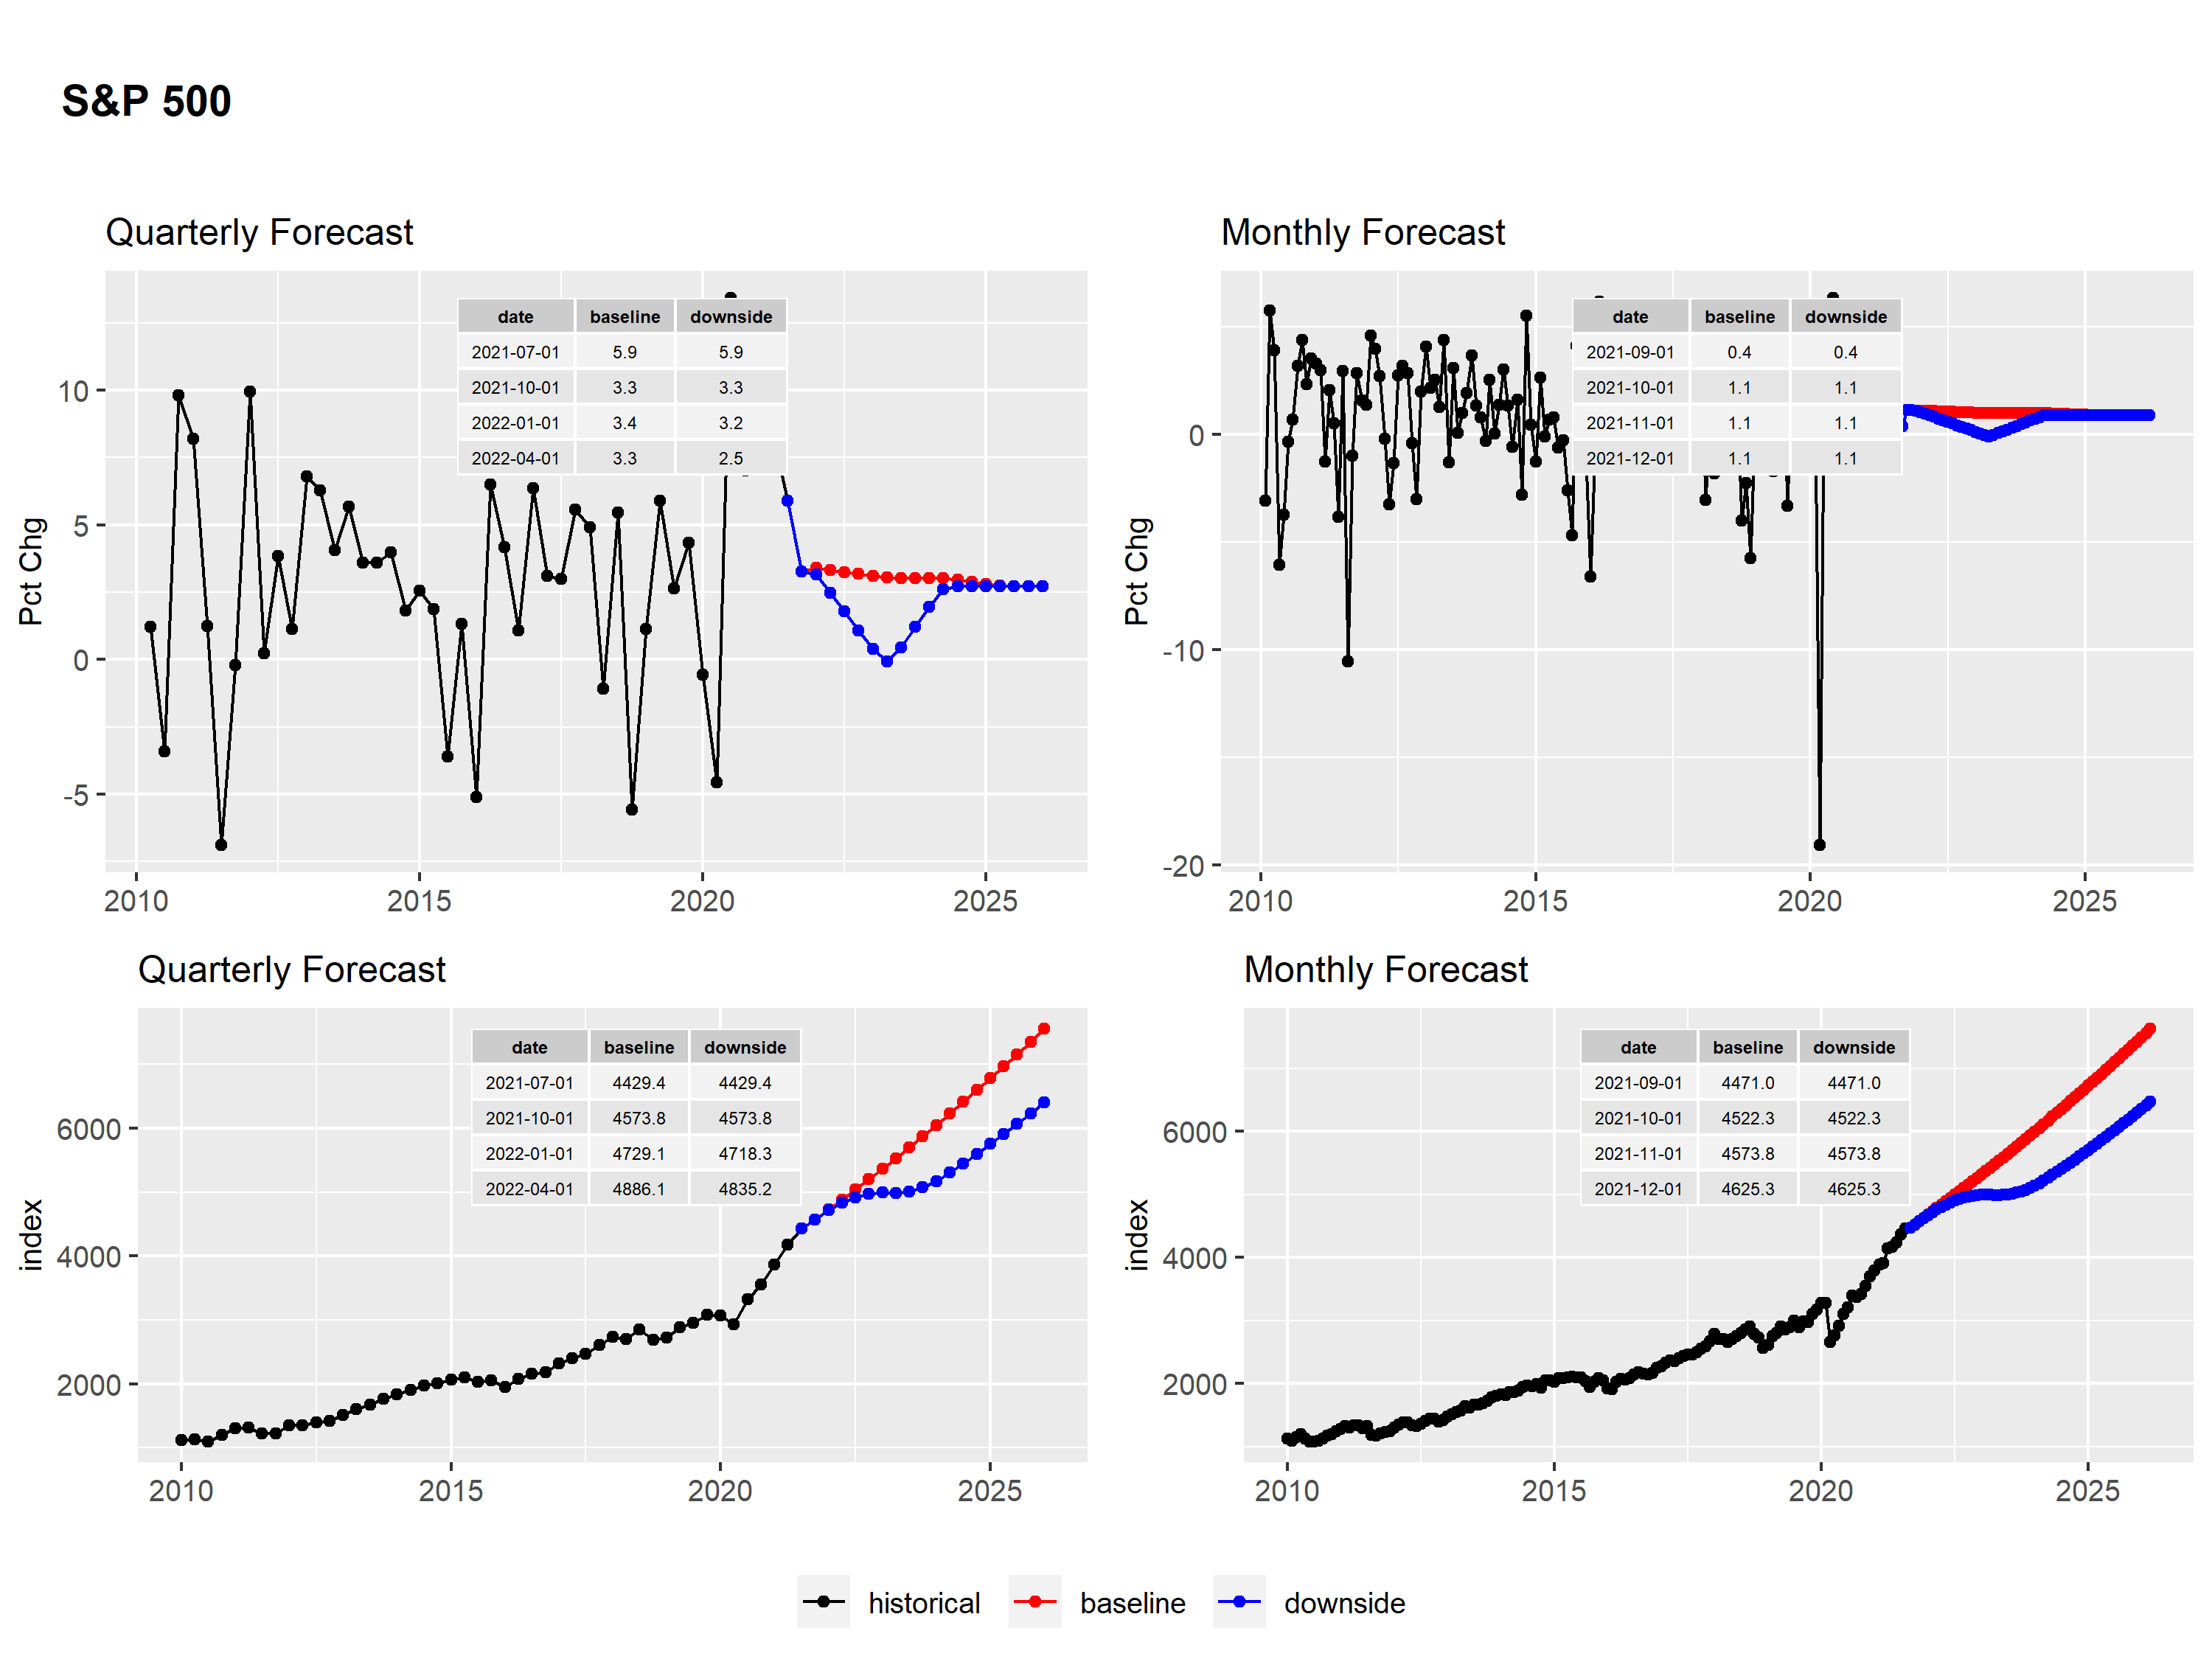 S&P 500
Quarterly Forecast
Pct Chg
10
5
0
-5
2010 2015 2020 2025
date baseline downside
2021-07-01 5.9 5.9
2021-10-01 3.3 3.3
2022-01-01 3.4 3.2
2022-04-01 3.3 2.5
Monthly Forecast
Pct Chg
0
-10
-20
2010 2015 2020 2025
date baseline downside
2021-09-01 0.4 0.4
2021-10-01 1.1 1.1
2021-11-01 1.1 1.1
2021-12-01 1.1 1.1
Quarterly Forecast
index
6000
4000
2000
2010 2015 2020 2025
date baseline downside
2021-07-01 4429.4 4429.4
2021-10-01 4573.8 4573.8
2022-01-01 4729.1 4718.3
2022-04-01 4886.1 4835.2
Monthly Forecast
index
6000
4000
2000
2010 2015 2020 2025
date baseline downside
2021-09-01 4471.0 4471.0
2021-10-01 4522.3 4522.3
2021-11-01 4573.8 4573.8
2021-12-01 4625.3 4625.3
historical baseline downside